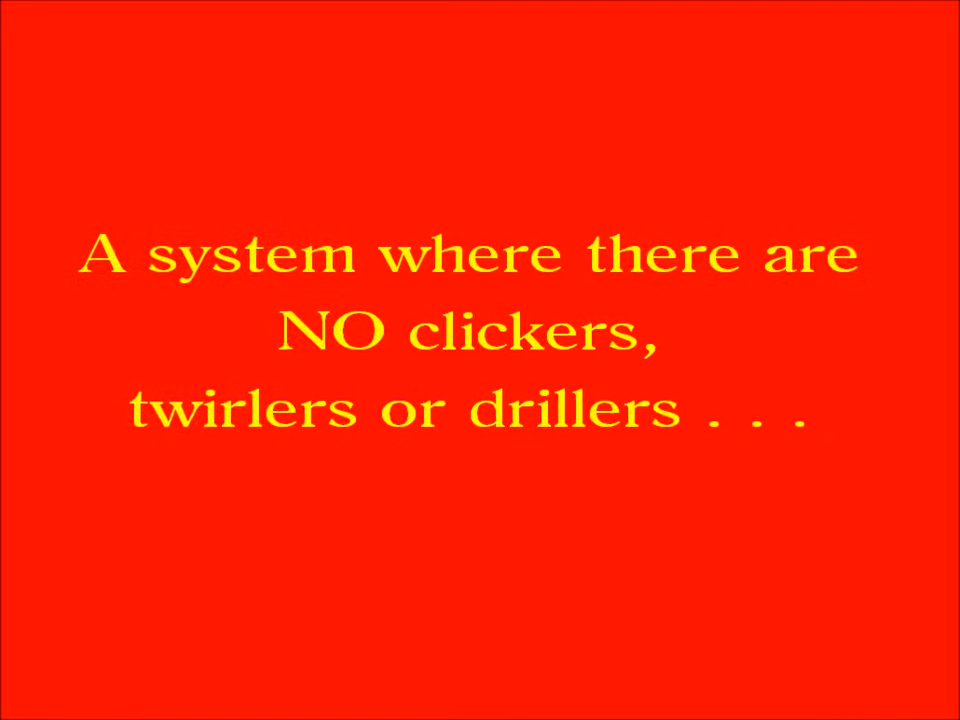 A system where there are
NO clickers,
twirlers or drillers . . .